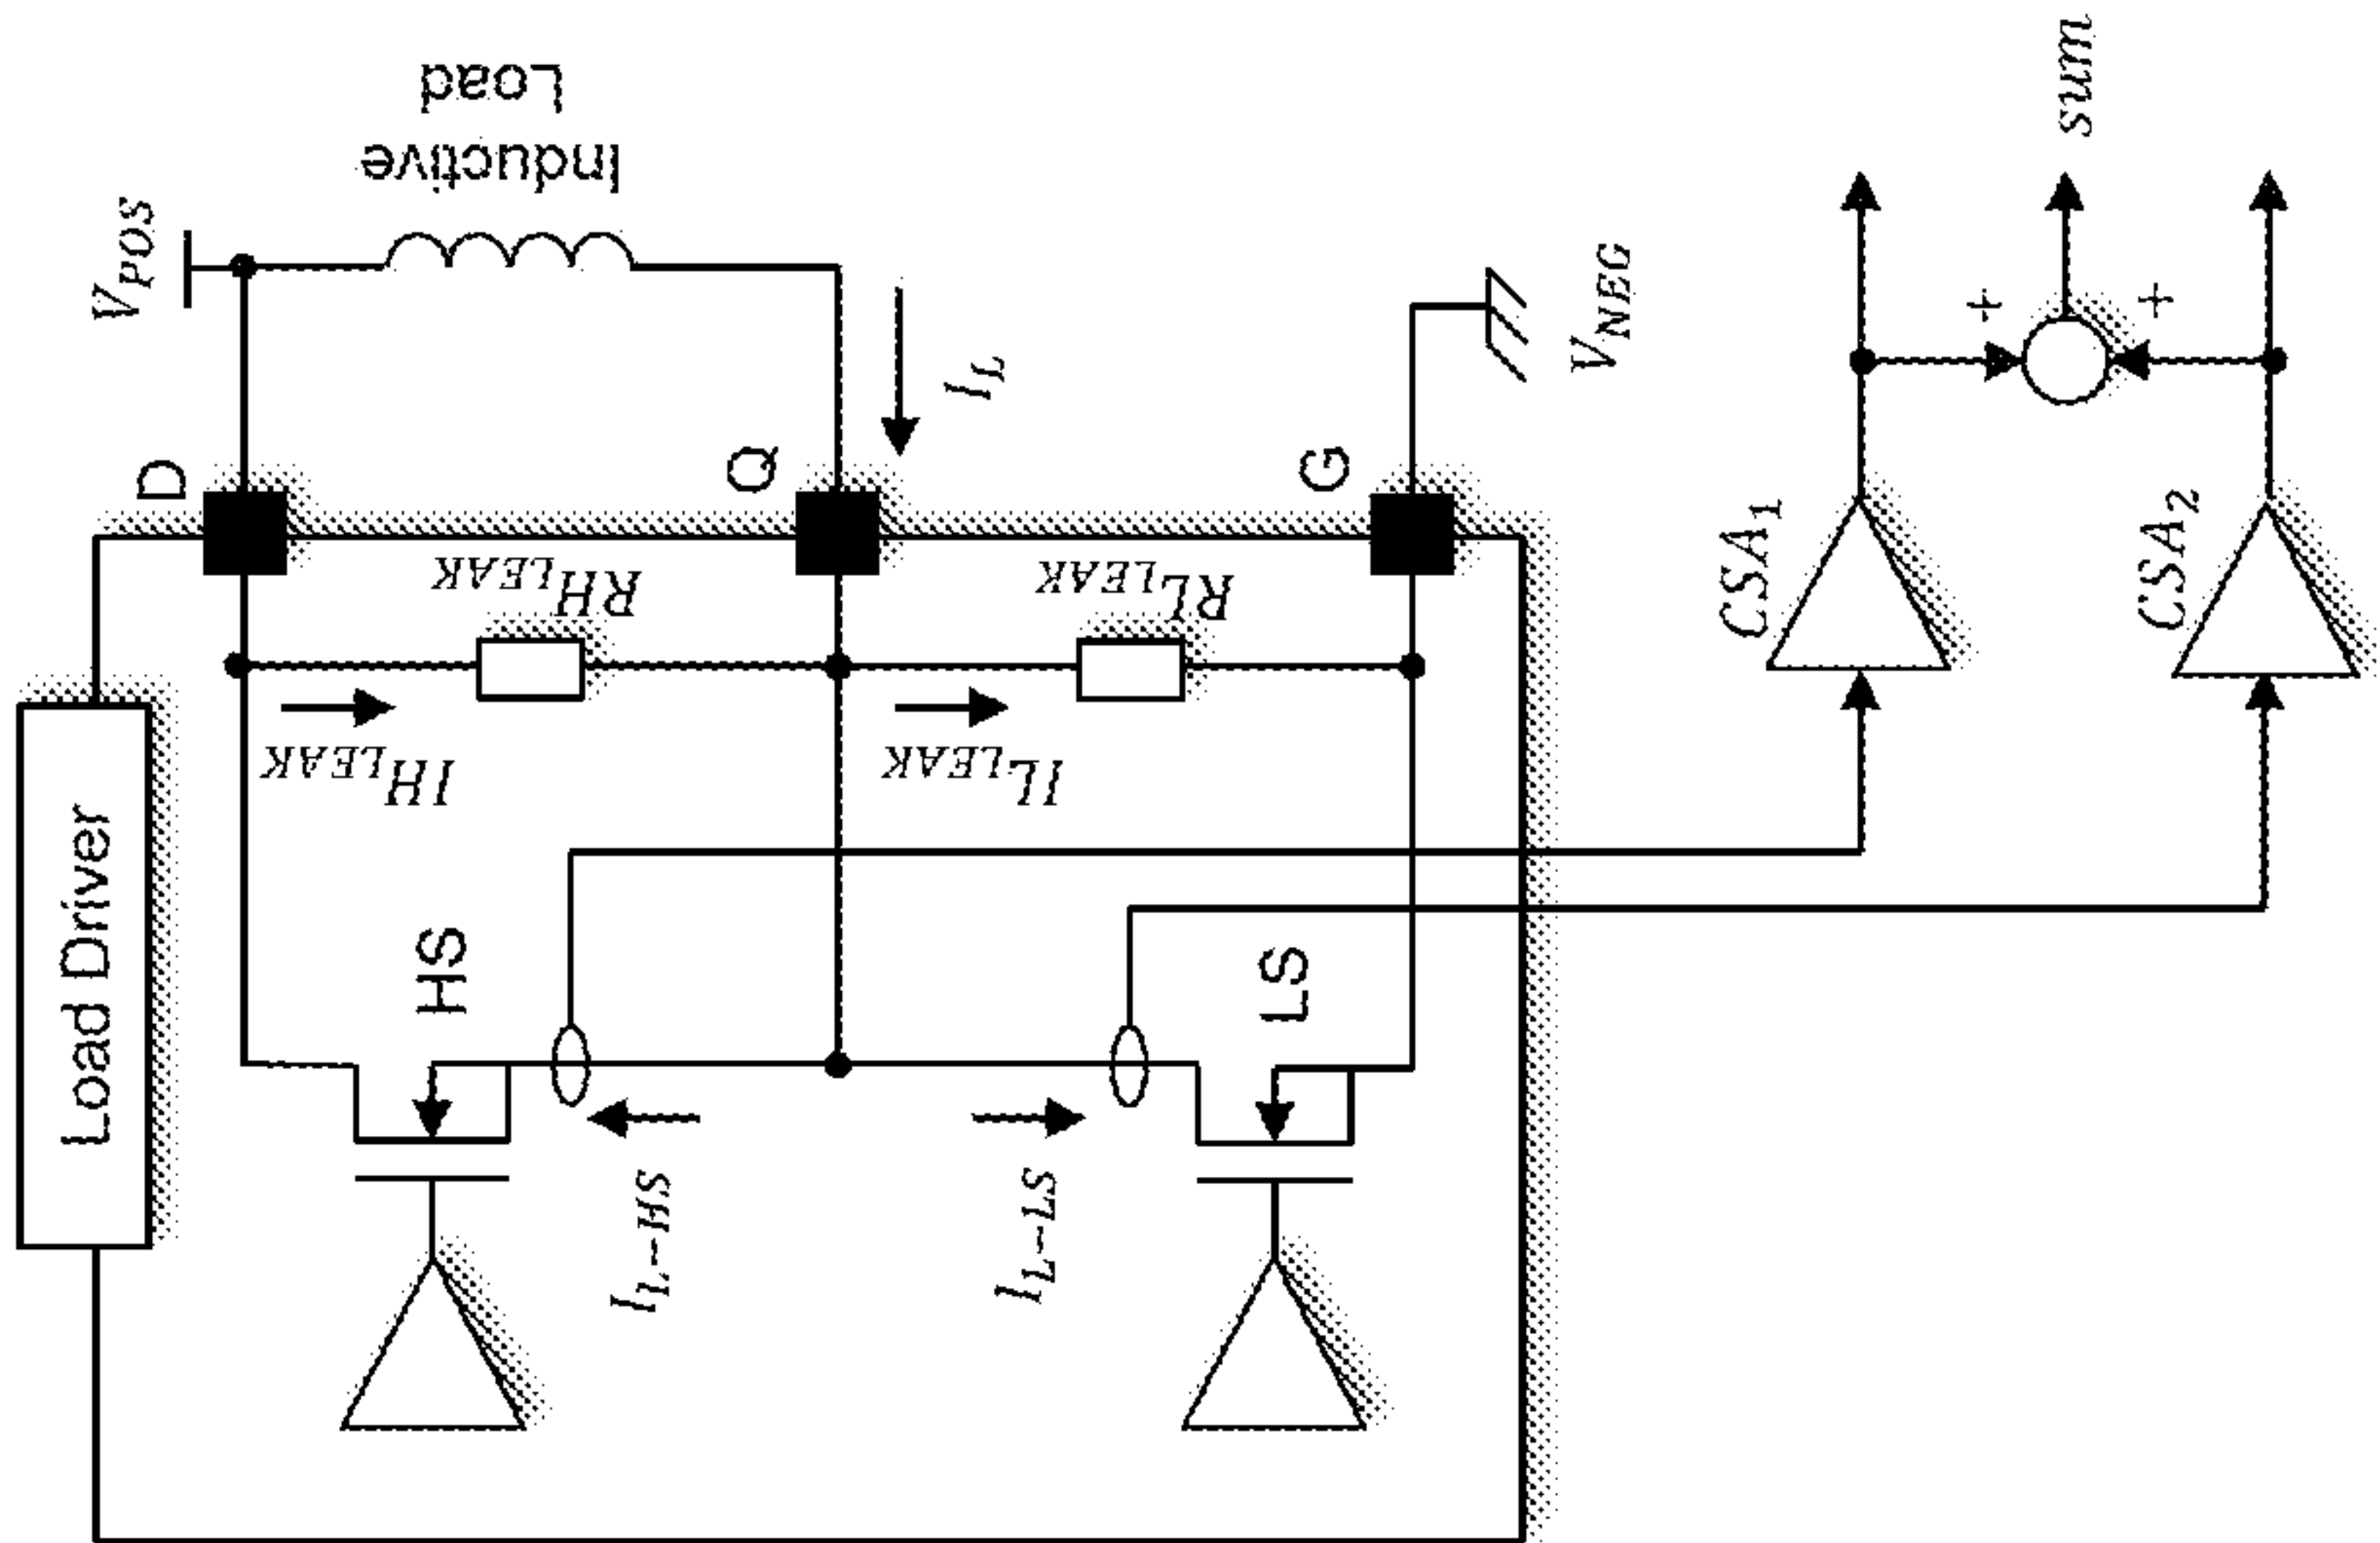 Load Driver
V_POS
Inductive
Load
D
RH_LEAK
IH_LEAK
HS
I_L-HS
Q
I_L
RL_LEAK
IL_LEAK
LS
I_L-LS
G
V_NEG
CSA_1
+
sum
+
CSA_2